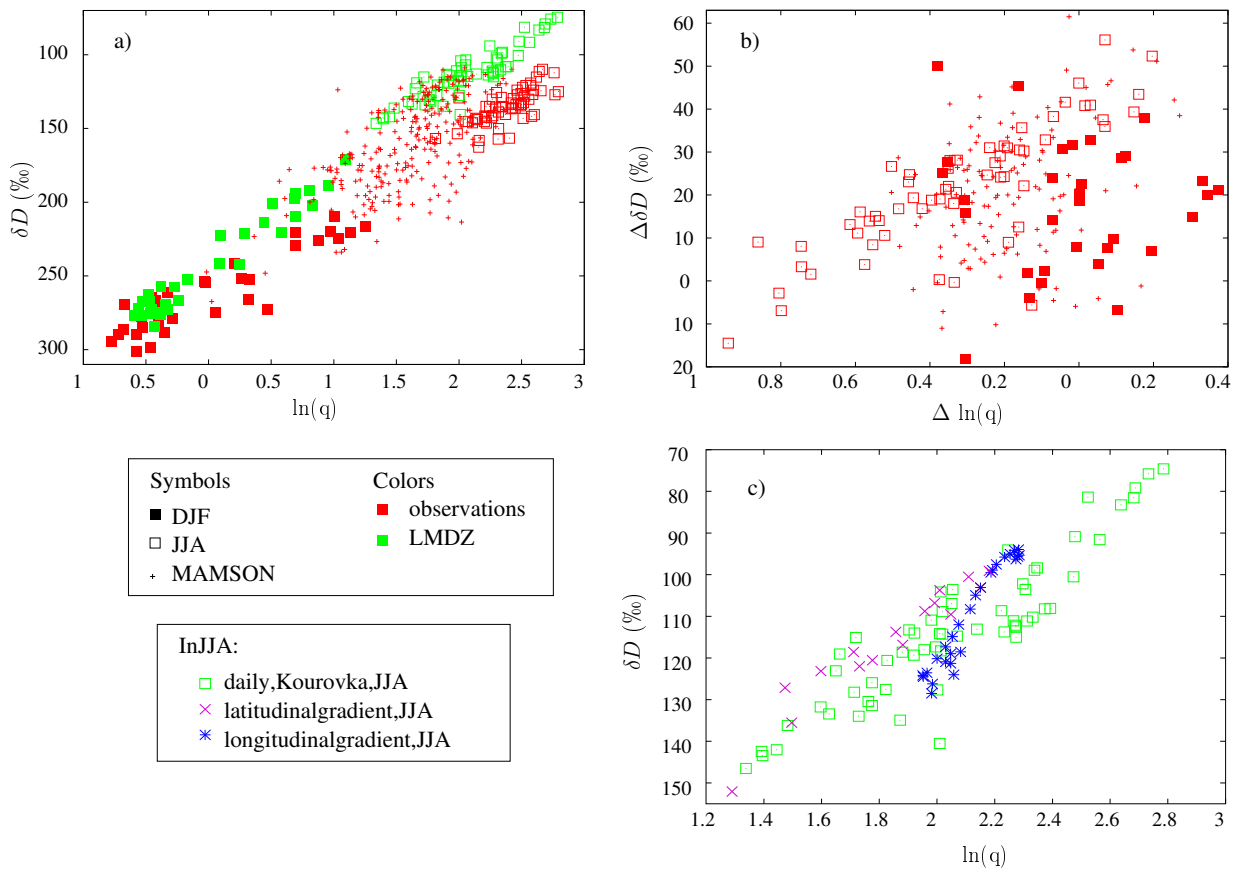 a)
100
150
200
250
300
δD (‰)
1
0.5
0
0.5
1
1.5
2
2.5
3
ln(q)
b)
60
50
40
30
20
10
0
10
20
ΔδD (‰)
1
0.8
0.6
0.4
0.2
0
0.2
0.4
Δ ln(q)
Symbols
DJF
JJA
MAMSON
Colors
observations
LMDZ
InJJA:
daily,Kourovka,JJA
latitudinalgradient,JJA
longitudinalgradient,JJA
c)
70
80
90
100
110
120
130
140
150
δD (‰)
1.2
1.4
1.6
1.8
2
2.2
2.4
2.6
2.8
3
ln(q)